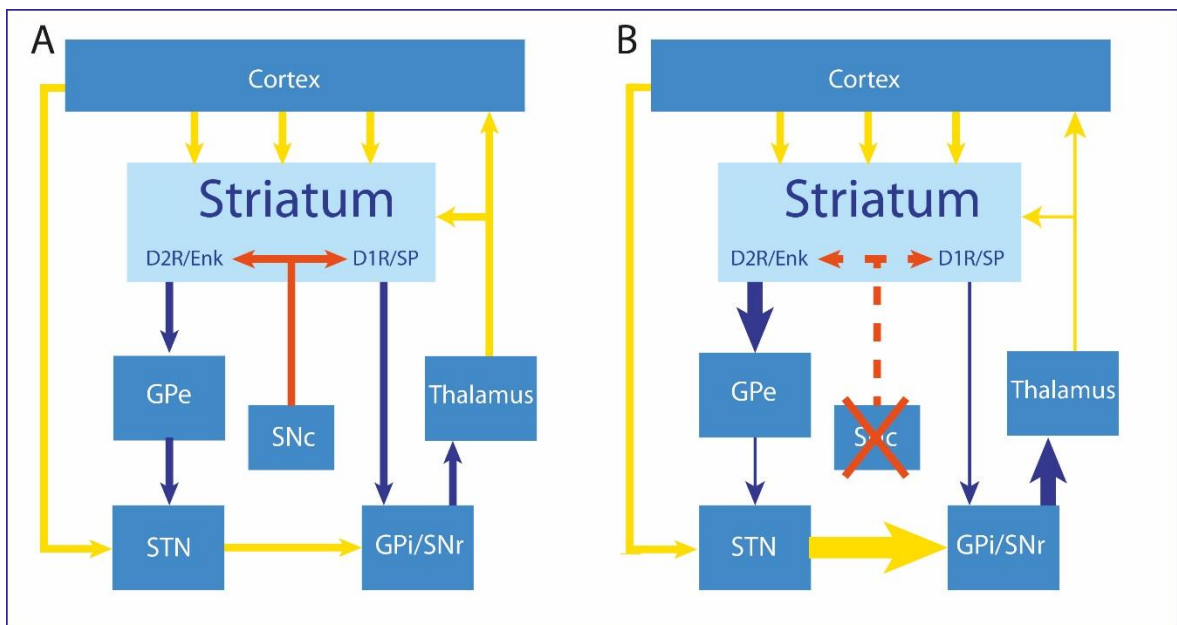 A
Cortex
Striatum
D2R/Enk
D1R/SP
GPe
SNc
Thalamus
STN
GPi/SNr
B
Cortex
Striatum
D2R/Enk
D1R/SP
GPe
SNc
Thalamus
STN
GPi/SNr